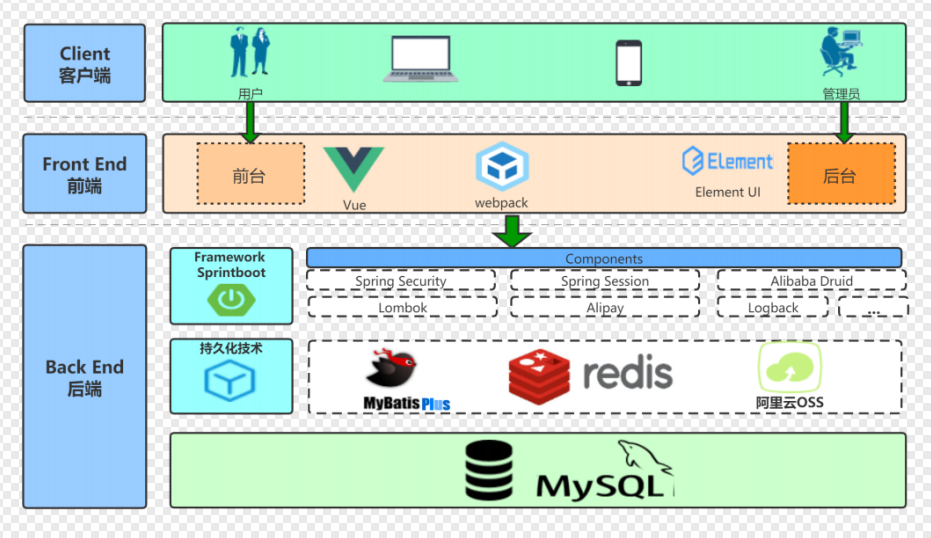 Client
客户端
用户
管理员
Front End
前端
前台
Vue
webpack
Element
Element UI
后台
Back End
后端
Framework
Sprintboot
Components
Spring Security
Spring Session
Alibaba Druid
Lombok
Alipay
Logback
...
持久化技术
MyBatis Plus
redis
阿里云OSS
MySQL